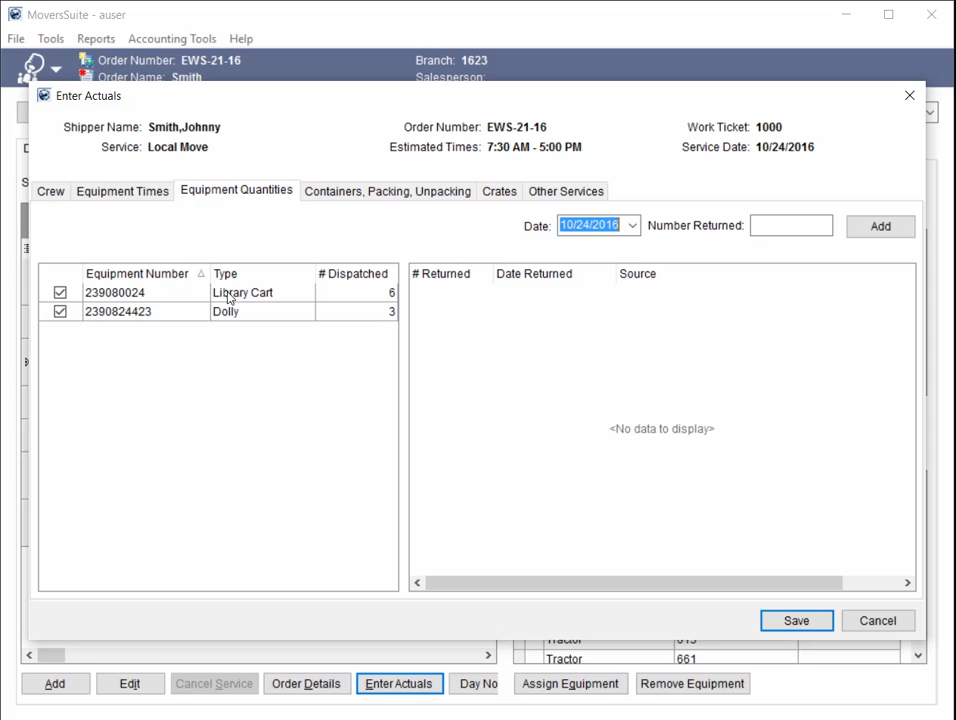 MoversSuite - auser
File Tools Reports Accounting Tools Help
Order Number: EWS-21-16 Branch: 1623
Order Name: Smith Salesperson:
Enter Actuals
Shipper Name: Smith,Johnny Order Number: EWS-21-16 Work Ticket: 1000
Service: Local Move Estimated Times: 7:30 AM - 5:00 PM Service Date: 10/24/2016
Crew Equipment Times Equipment Quantities Containers, Packing, Unpacking Crates Other Services
Date: 10/24/2016 Number Returned: Add
Equipment Number Type # Dispatched # Returned Date Returned Source
239080024 Library Cart 6
2390824423 Dolly 3
<No data to display>
Save Cancel
Tractor 615
Tractor 661
Add Edit Cancel Service Order Details Enter Actuals Day No Assign Equipment Remove Equipment